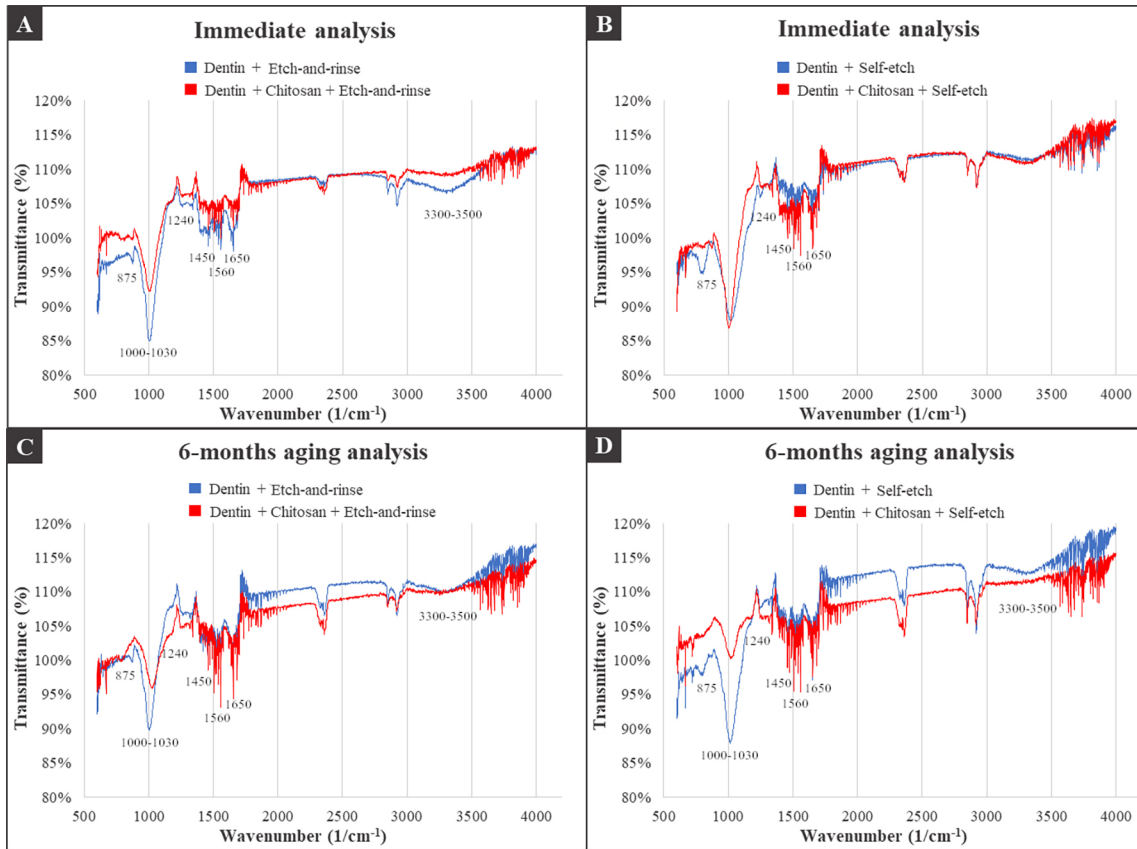 A
Immediate analysis
Dentin + Etch-and-rinse
Dentin + Chitosan + Etch-and-rinse
Transmittance (%)
120%
115%
110%
105%
100%
95%
90%
85%
80%
1240
875
1450
1650
1560
1000-1030
3300-3500
500 1000 1500 2000 2500 3000 3500 4000
Wavenumber (1/cm⁻¹)
B
Immediate analysis
Dentin + Self-etch
Dentin + Chitosan + Self-etch
Transmittance (%)
120%
115%
110%
105%
100%
95%
90%
85%
80%
1240
1450
1650
1560
875
500 1000 1500 2000 2500 3000 3500 4000
Wavenumber (1/cm⁻¹)
C
6-months aging analysis
Dentin + Etch-and-rinse
Dentin + Chitosan + Etch-and-rinse
Transmittance (%)
120%
115%
110%
105%
100%
95%
90%
85%
80%
3300-3500
1240
875
1450
1650
1560
1000-1030
500 1000 1500 2000 2500 3000 3500 4000
Wavenumber (1/cm⁻¹)
D
6-months aging analysis
Dentin + Self-etch
Dentin + Chitosan + Self-etch
Transmittance (%)
120%
115%
110%
105%
100%
95%
90%
85%
80%
3300-3500
1240
1450
1650
875
1560
1000-1030
500 1000 1500 2000 2500 3000 3500 4000
Wavenumber (1/cm⁻¹)